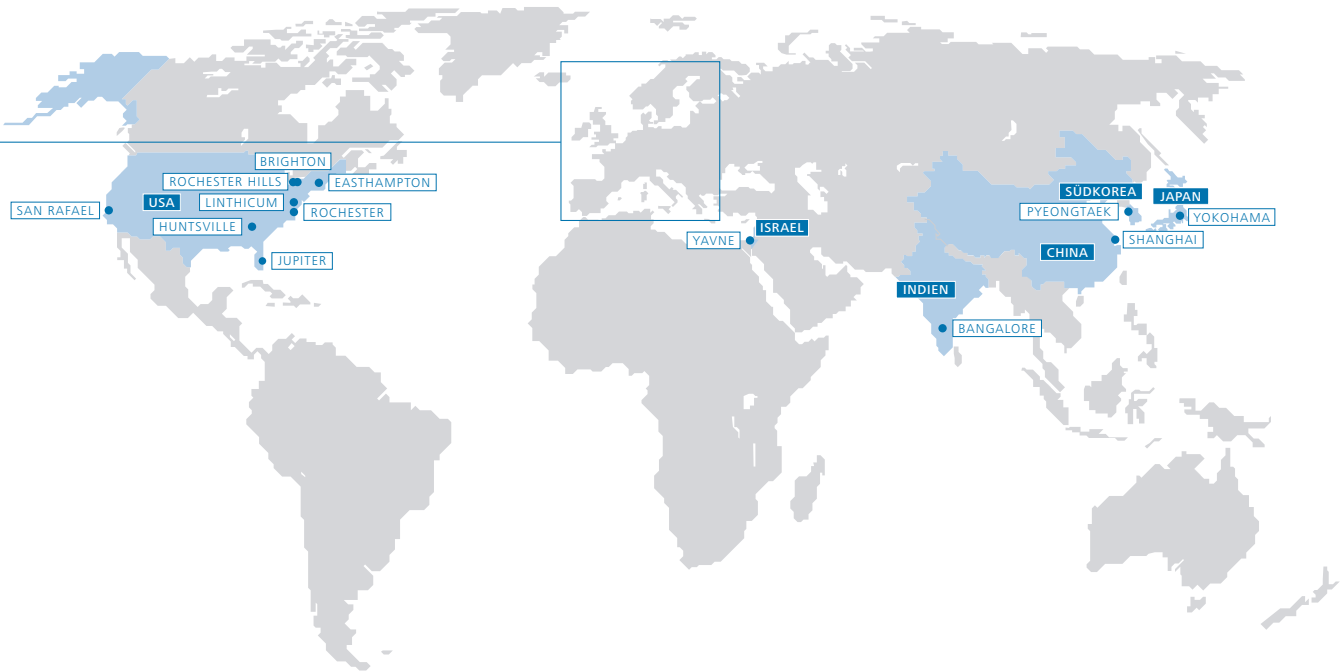 BRIGHTON
ROCHESTER HILLS
EASTHAMPTON
USA
LINTHICUM
SAN RAFAEL
ROCHESTER
HUNTSVILLE
JUPITER
SÜDKOREA
JAPAN
PYEONGTAEK
YOKOHAMA
ISRAEL
YAVNE
SHANGHAI
CHINA
INDIEN
BANGALORE